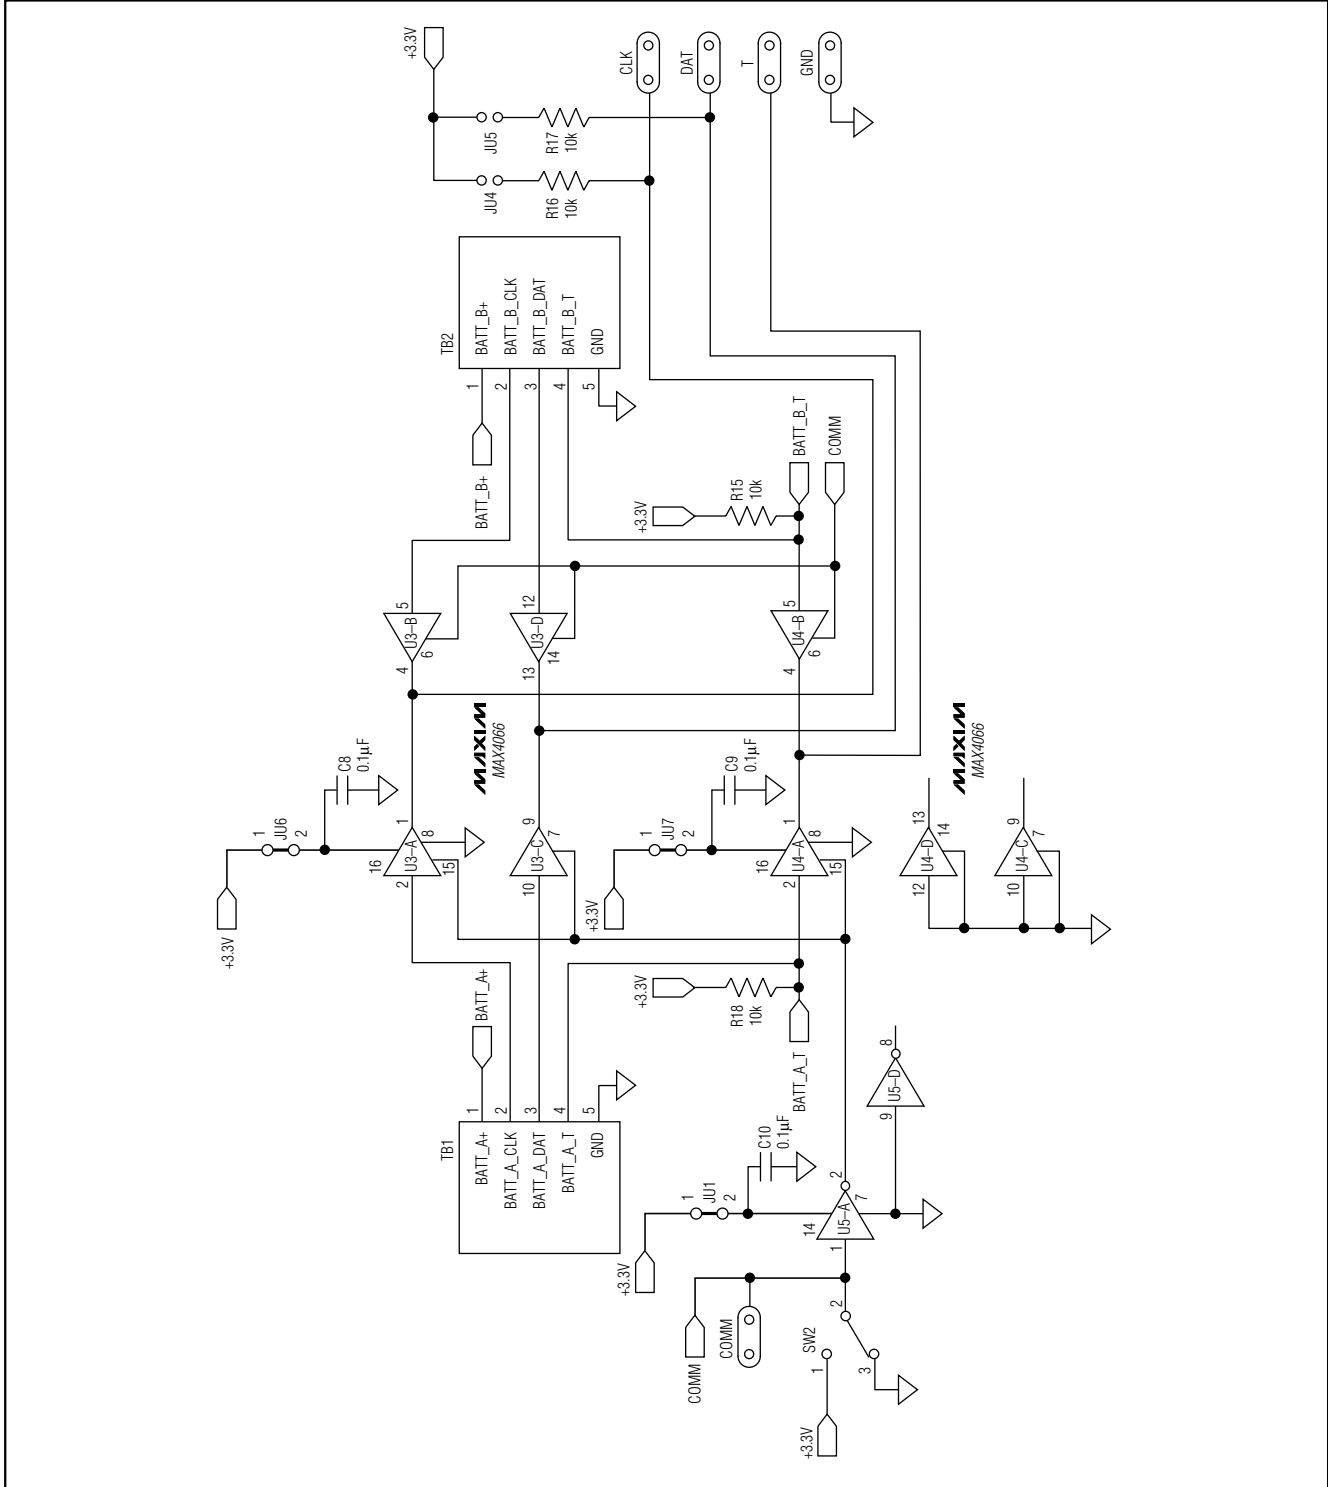 +3.3V
JU6
1
2
C8
0.1µF
16
U3–A
2
1
8
15
U3–B
5
4
6
MAXIM
MAX4066
U3–C
10
9
7
U3–D
12
13
14
TB1
BATT_A+
BATT_A_CLK
BATT_A_DAT
BATT_A_T
GND
1
2
3
4
5
BATT_A+
TB2
BATT_B+
BATT_B_CLK
BATT_B_DAT
BATT_B_T
GND
1
2
3
4
5
BATT_B+
+3.3V
JU4
JU5
R16
10k
R17
10k
CLK
DAT
T
GND
+3.3V
JU7
1
2
C9
0.1µF
16
U4–A
2
1
8
15
+3.3V
R18
10k
BATT_A_T
+3.3V
R15
10k
BATT_B_T
COMM
U4–B
5
4
6
+3.3V
JU1
1
2
C10
0.1µF
14
U5–A
1
2
7
U5–D
9
8
COMM
COMM
SW2
1
2
3
+3.3V
U4–D
12
13
14
U4–C
10
9
7
MAXIM
MAX4066